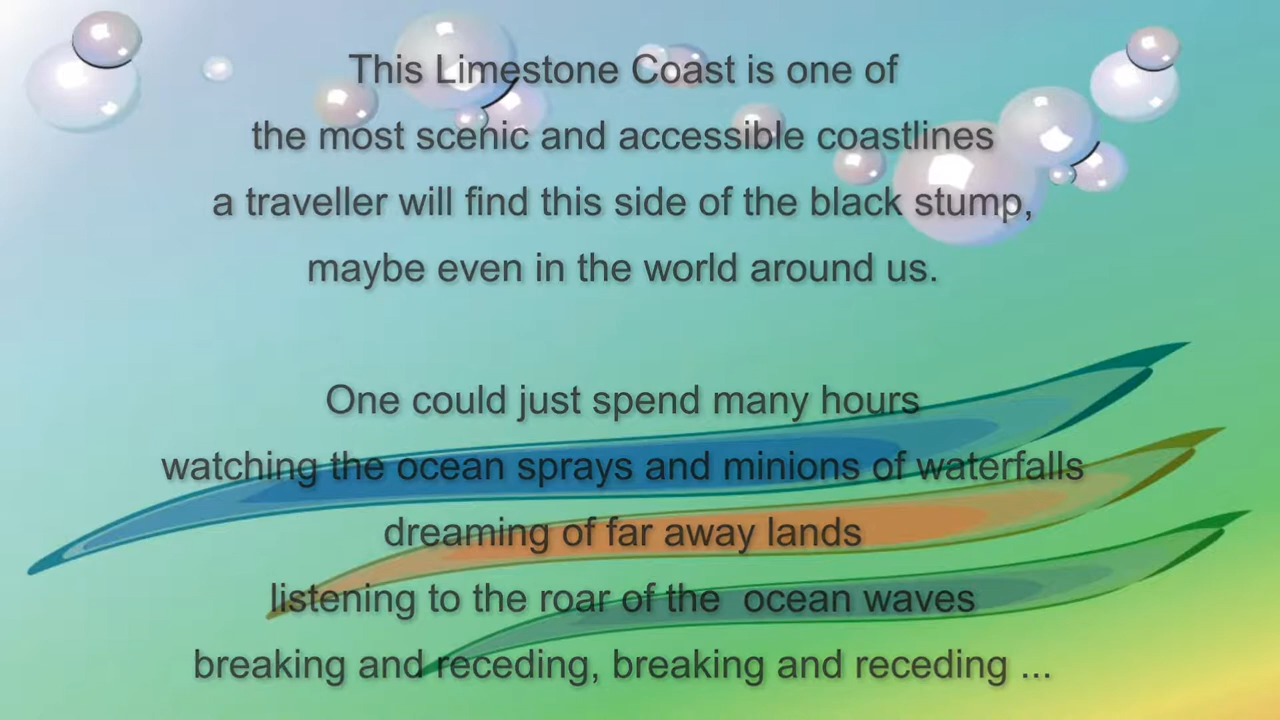 This Limestone Coast is one of
the most scenic and accessible coastlines
a traveller will find this side of the black stump,
maybe even in the world around us.
One could just spend many hours
watching the ocean sprays and minions of waterfalls
dreaming of far away lands
listening to the roar of the  ocean waves
breaking and receding, breaking and receding ...